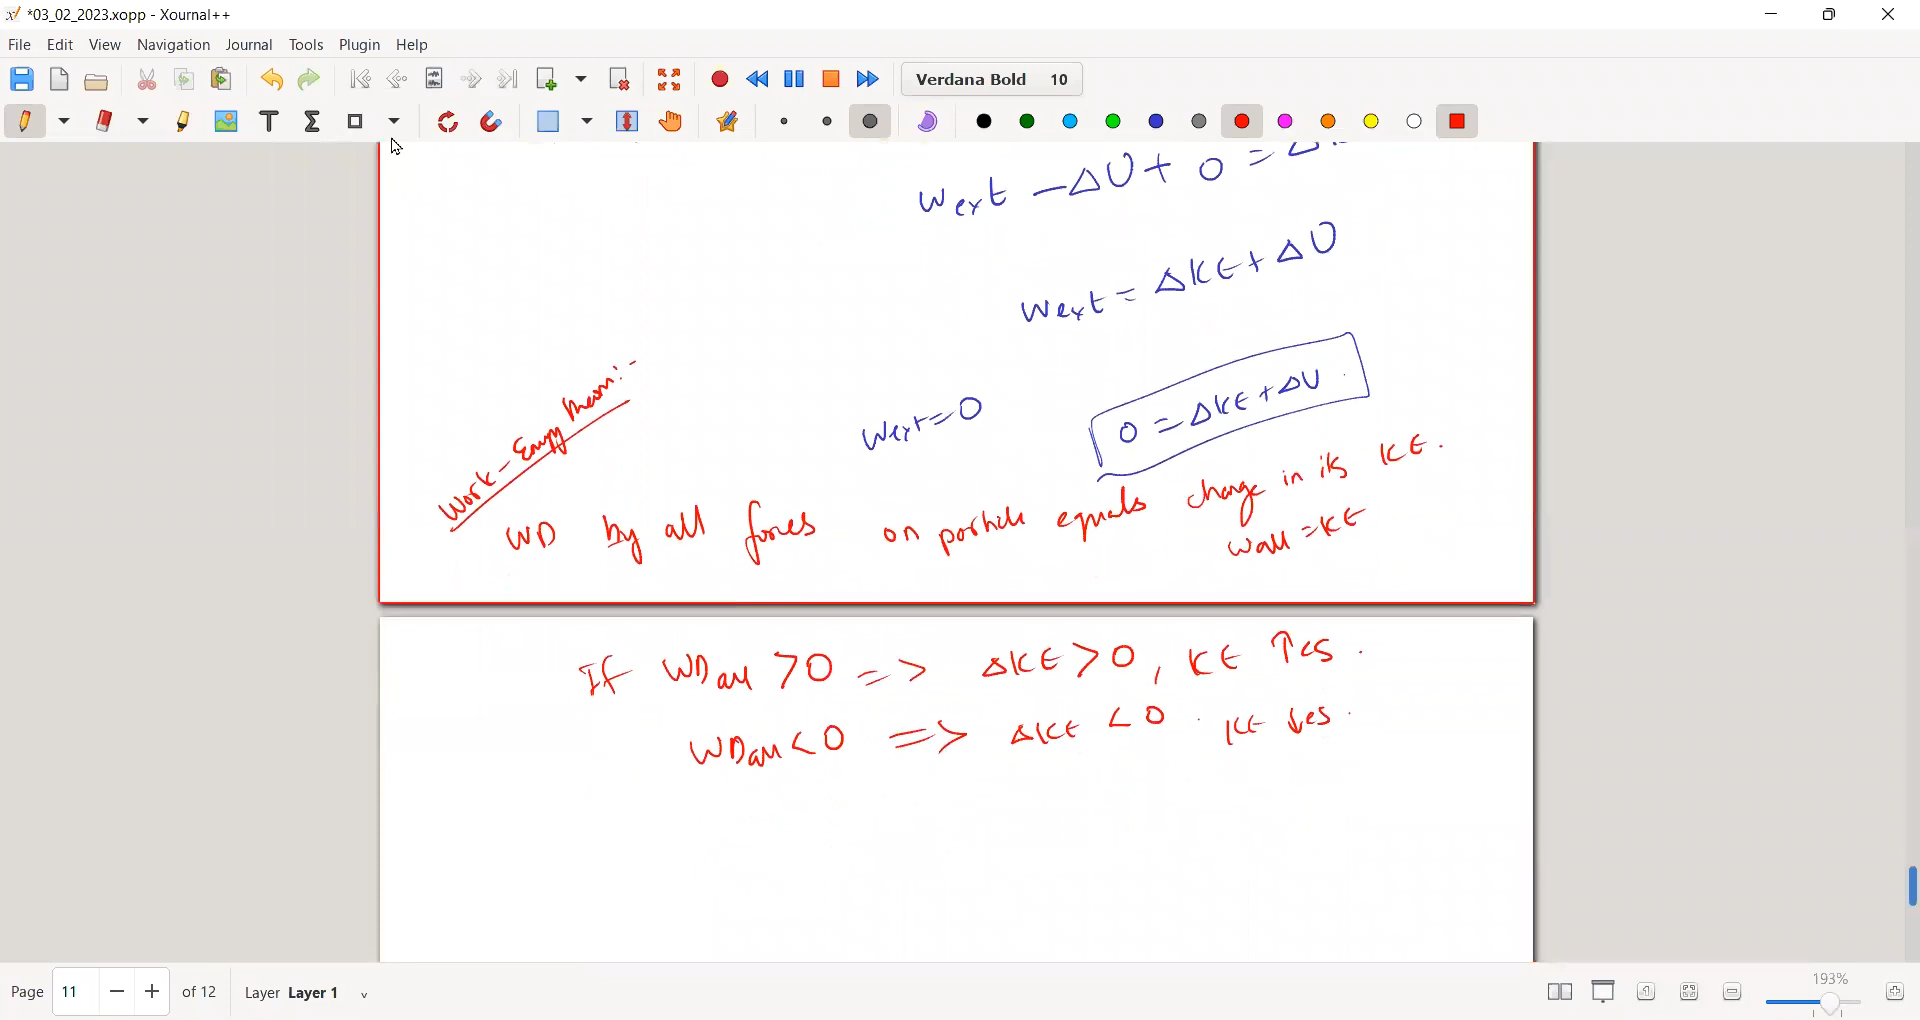 *03_02_2023.xopp - Xournal++
File Edit View Navigation Journal Tools Plugin Help
Verdana Bold 10
Wext -ΔU + 0 = Δ
Wext = ΔKE + ΔU
Wext=0
0 = ΔKE + ΔU
Work - Energy Theorem:-
WD by all forces on particle equals change in its KE.
Wall = KE
If WDall >0 => ΔKE >0, KE ↑es.
WDall <0 => ΔKE <0. KE ↓es.
Page 11 of 12 Layer Layer 1
193%